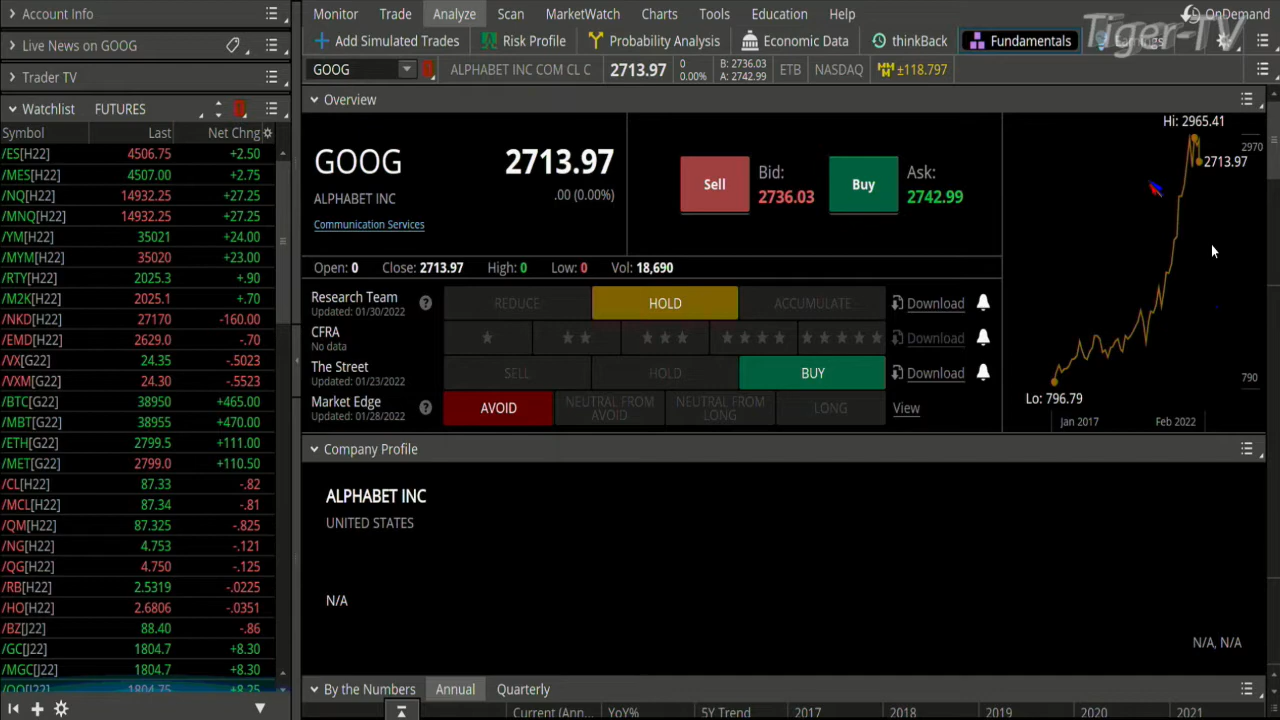 Account Info
Live News on GOOG
Trader TV
Watchlist FUTURES
Symbol Last Net Chng
/ES[H22] 4506.75 +2.50
/MES[H22] 4507.00 +2.75
/NQ[H22] 14932.25 +27.25
/MNQ[H22] 14932.25 +27.25
/YM[H22] 35021 +24.00
/MYM[H22] 35020 +23.00
/RTY[H22] 2025.3 +.90
/M2K[H22] 2025.1 +.70
/NKD[H22] 27170 -160.00
/EMD[H22] 2629.0 -.70
/VX[G22] 24.35 -.5023
/VXM[G22] 24.30 -.5523
/BTC[G22] 38950 +465.00
/MBT[G22] 38955 +470.00
/ETH[G22] 2799.5 +111.00
/MET[G22] 2799.0 +110.50
/CL[H22] 87.33 -.82
/MCL[H22] 87.34 -.81
/QM[H22] 87.325 -.825
/NG[H22] 4.753 -.121
/QG[H22] 4.750 -.125
/RB[H22] 2.5319 -.0225
/HO[H22] 2.6806 -.0351
/BZ[J22] 88.40 -.86
/GC[J22] 1804.7 +8.30
/MGC[J22] 1804.7 +8.30
/QO[J22] 1804.75 +8.25
Monitor Trade Analyze Scan MarketWatch Charts Tools Education Help
OnDemand
Tiger-TV
Add Simulated Trades Risk Profile Probability Analysis Economic Data thinkBack Fundamentals
GOOG ALPHABET INC COM CL C 2713.97 0 0.00% B: 2736.03 A: 2742.99 ETB NASDAQ ±118.797
Overview
GOOG 2713.97
.00 (0.00%)
ALPHABET INC
Communication Services
Sell Bid: 2736.03 Buy Ask: 2742.99
Open: 0 Close: 2713.97 High: 0 Low: 0 Vol: 18,690
Research Team REDUCE HOLD ACCUMULATE Download
Updated: 01/30/2022
CFRA Download
No data
The Street SELL HOLD BUY Download
Updated: 01/23/2022
Market Edge AVOID NEUTRAL FROM AVOID NEUTRAL FROM LONG LONG View
Updated: 01/28/2022
Hi: 2965.41
2970
2713.97
790
Lo: 796.79
Jan 2017 Feb 2022
Company Profile
ALPHABET INC
UNITED STATES
N/A
N/A, N/A
By the Numbers Annual Quarterly
Current (Ann... YoY% 5Y Trend 2017 2018 2019 2020 2021